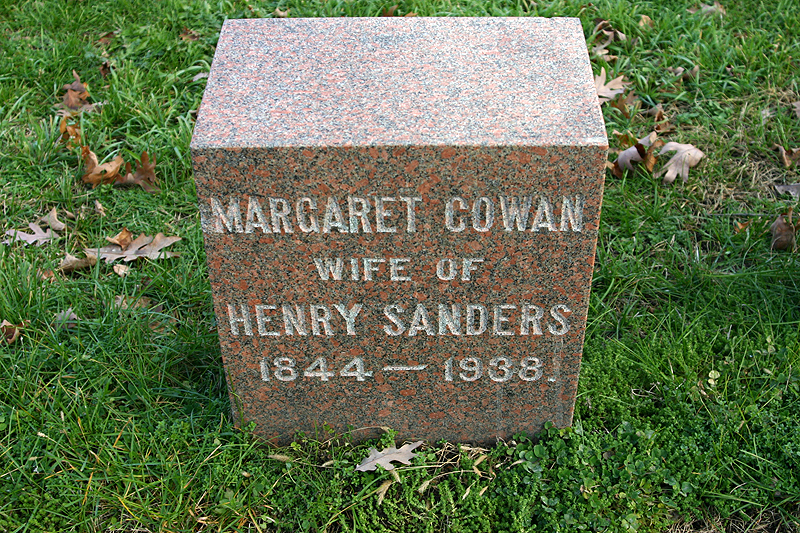 MARGARET COWAN
WIFE OF
HENRY SANDERS
1844 — 1938.